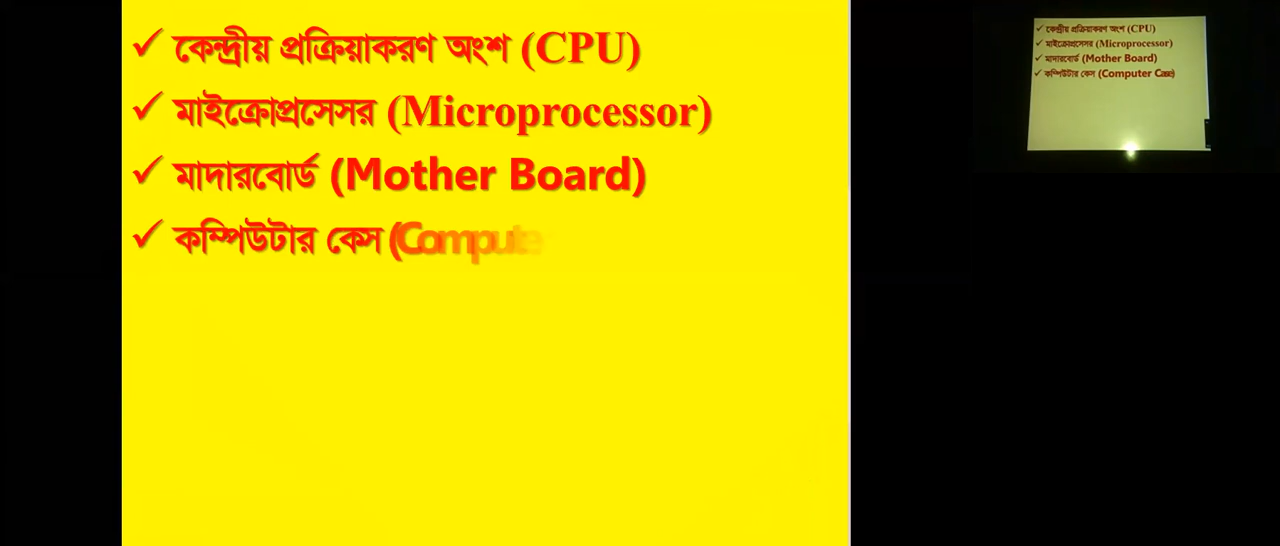 ✓ কেন্দ্রীয় প্রক্রিয়াকরণ অংশ (CPU)
✓ মাইক্রোপ্রসেসর (Microprocessor)
✓ মাদারবোর্ড (Mother Board)
✓ কম্পিউটার কেস (Compute
✓ কেন্দ্রীয় প্রক্রিয়াকরণ অংশ (CPU)
✓ মাইক্রোপ্রসেসর (Microprocessor)
✓ মাদারবোর্ড (Mother Board)
✓ কম্পিউটার কেস (Computer Case)